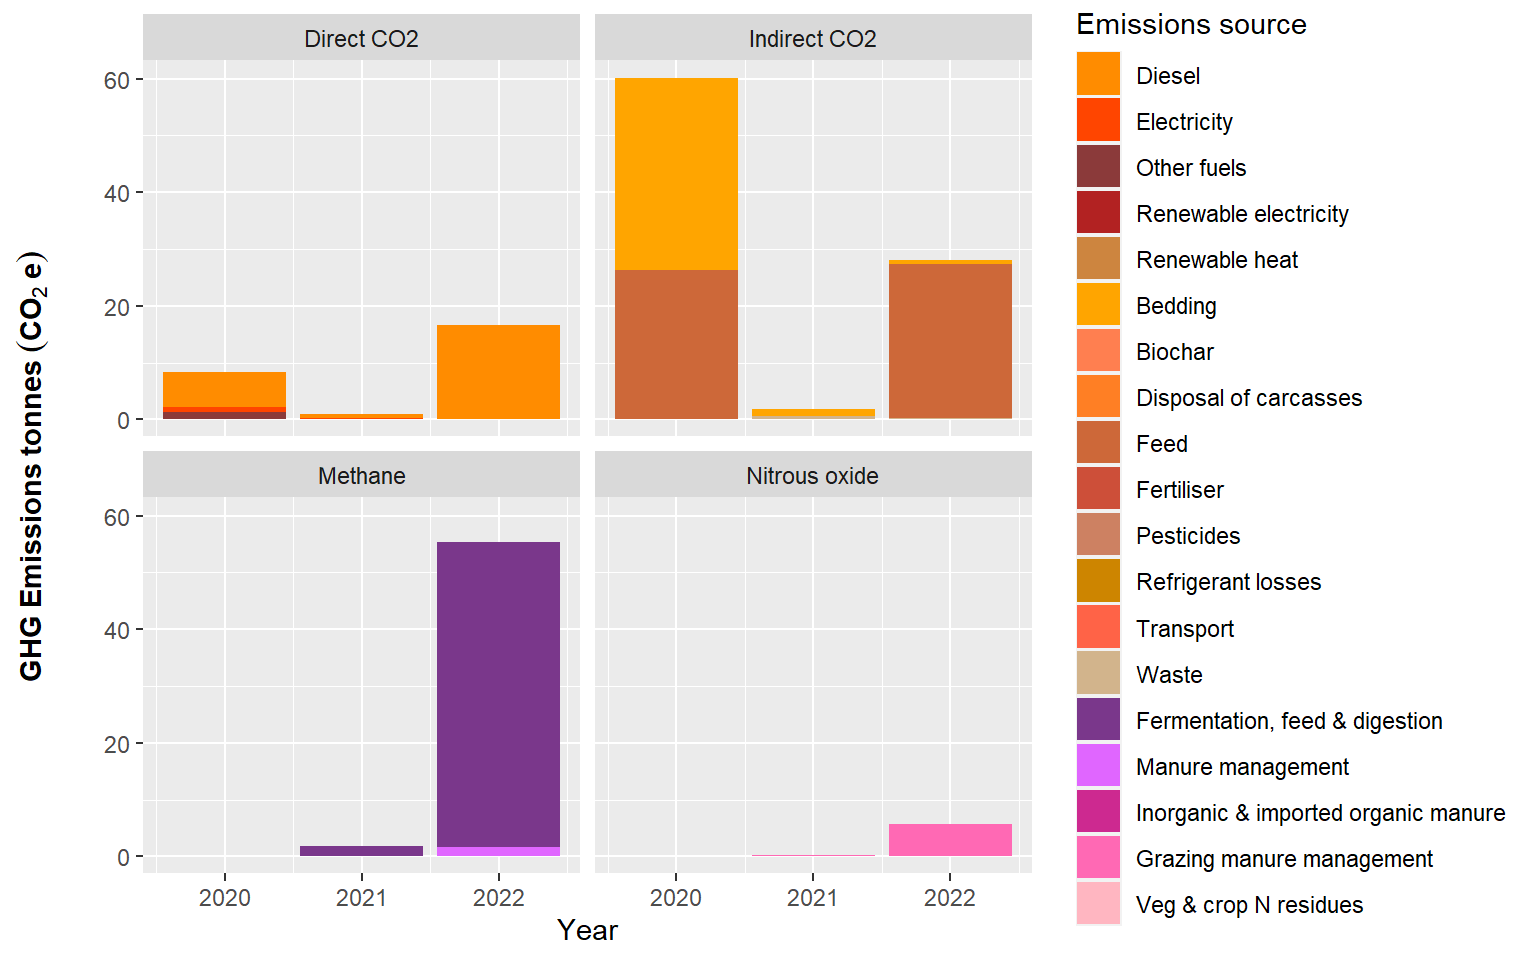 Direct CO2
Indirect CO2
60
40
20
0
Methane
Nitrous oxide
60
40
20
0
2020
2021
2022
2020
2021
2022
Year
GHG Emissions tonnes (CO₂ e)
Emissions source
Diesel
Electricity
Other fuels
Renewable electricity
Renewable heat
Bedding
Biochar
Disposal of carcasses
Feed
Fertiliser
Pesticides
Refrigerant losses
Transport
Waste
Fermentation, feed & digestion
Manure management
Inorganic & imported organic manure
Grazing manure management
Veg & crop N residues